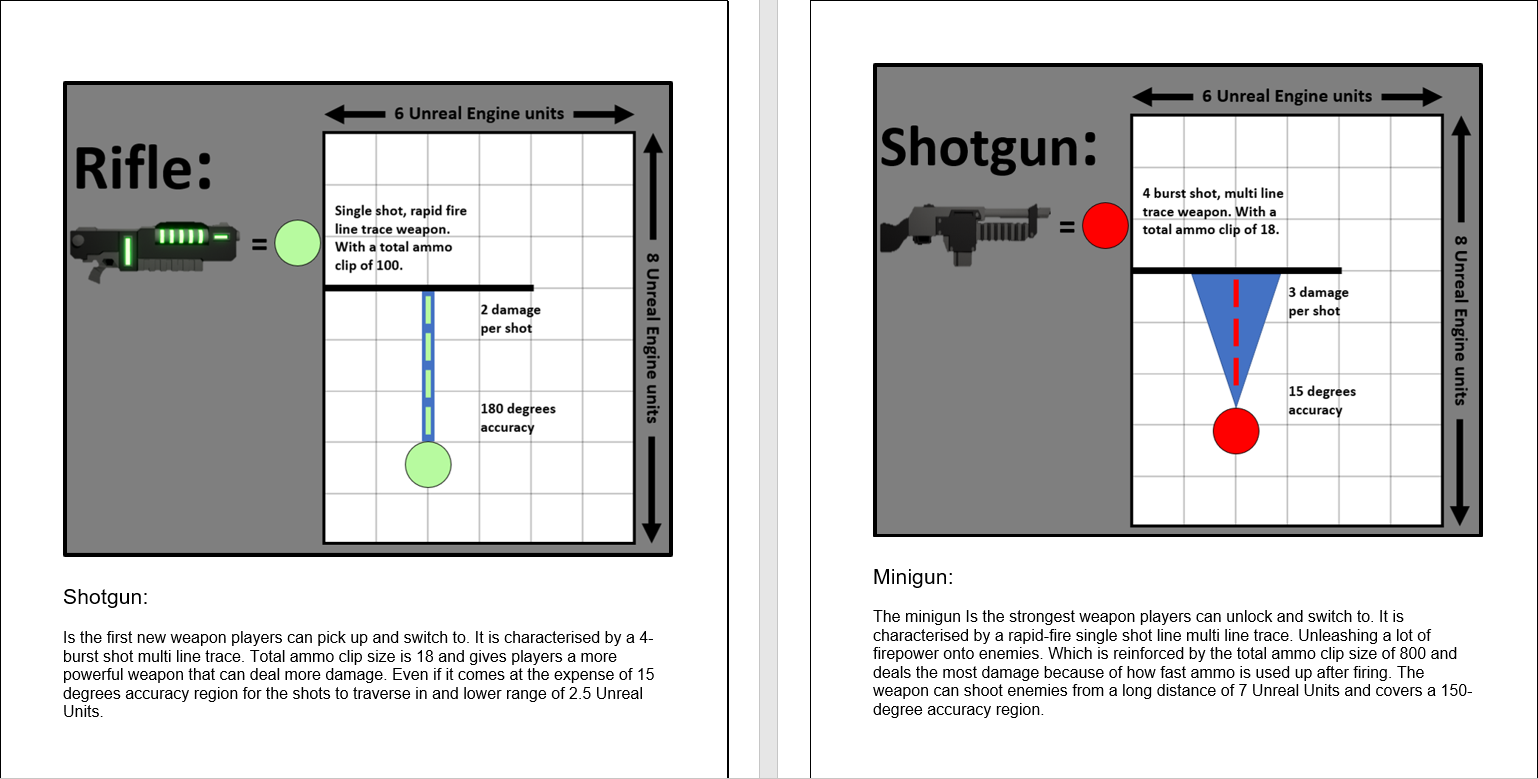 6 Unreal Engine units
Rifle:
Single shot, rapid fire
line trace weapon.
With a total ammo
clip of 100.
=
2 damage
per shot
8 Unreal Engine units
180 degrees
accuracy
Shotgun:
Is the first new weapon players can pick up and switch to. It is characterised by a 4-
burst shot multi line trace. Total ammo clip size is 18 and gives players a more
powerful weapon that can deal more damage. Even if it comes at the expense of 15
degrees accuracy region for the shots to traverse in and lower range of 2.5 Unreal
Units.
6 Unreal Engine units
Shotgun:
4 burst shot, multi line
trace weapon. With a
total ammo clip of 18.
=
3 damage
per shot
8 Unreal Engine units
15 degrees
accuracy
Minigun:
The minigun Is the strongest weapon players can unlock and switch to. It is
characterised by a rapid-fire single shot line multi line trace. Unleashing a lot of
firepower onto enemies. Which is reinforced by the total ammo clip size of 800 and
deals the most damage because of how fast ammo is used up after firing. The
weapon can shoot enemies from a long distance of 7 Unreal Units and covers a 150-
degree accuracy region.